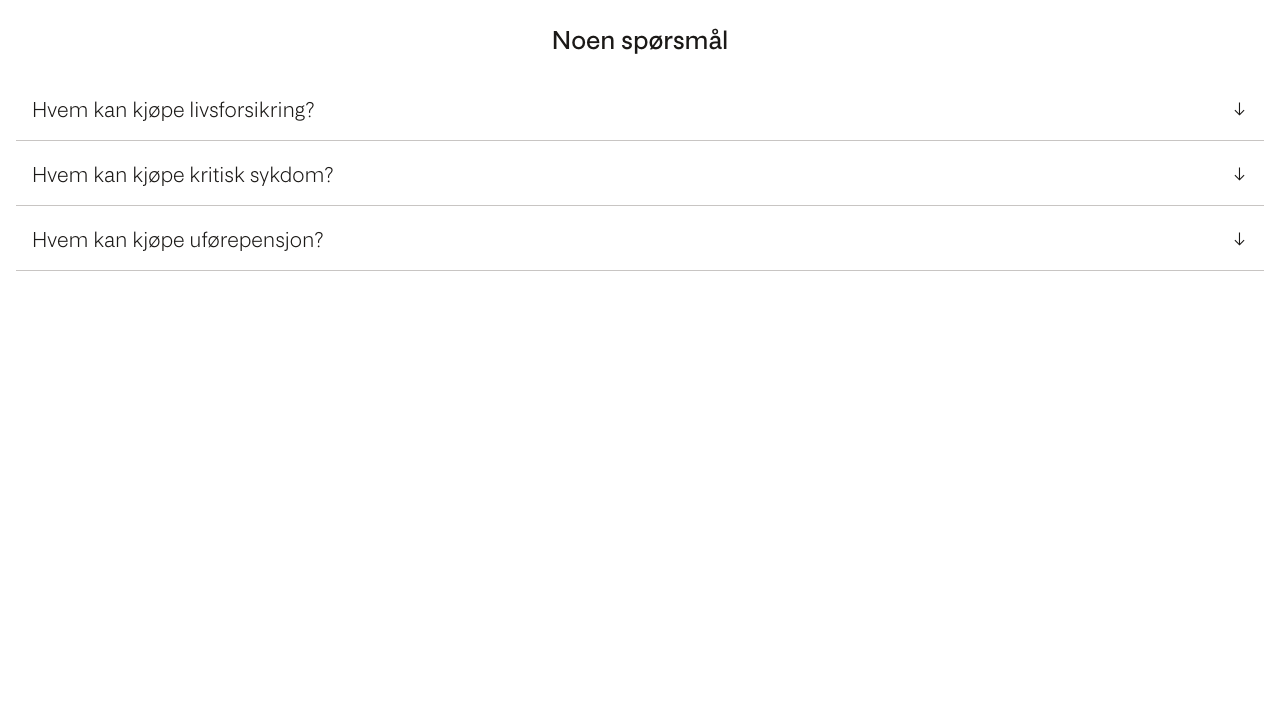 Noen spørsmål
Hvem kan kjøpe livsforsikring?
Hvem kan kjøpe kritisk sykdom?
Hvem kan kjøpe uførepensjon?